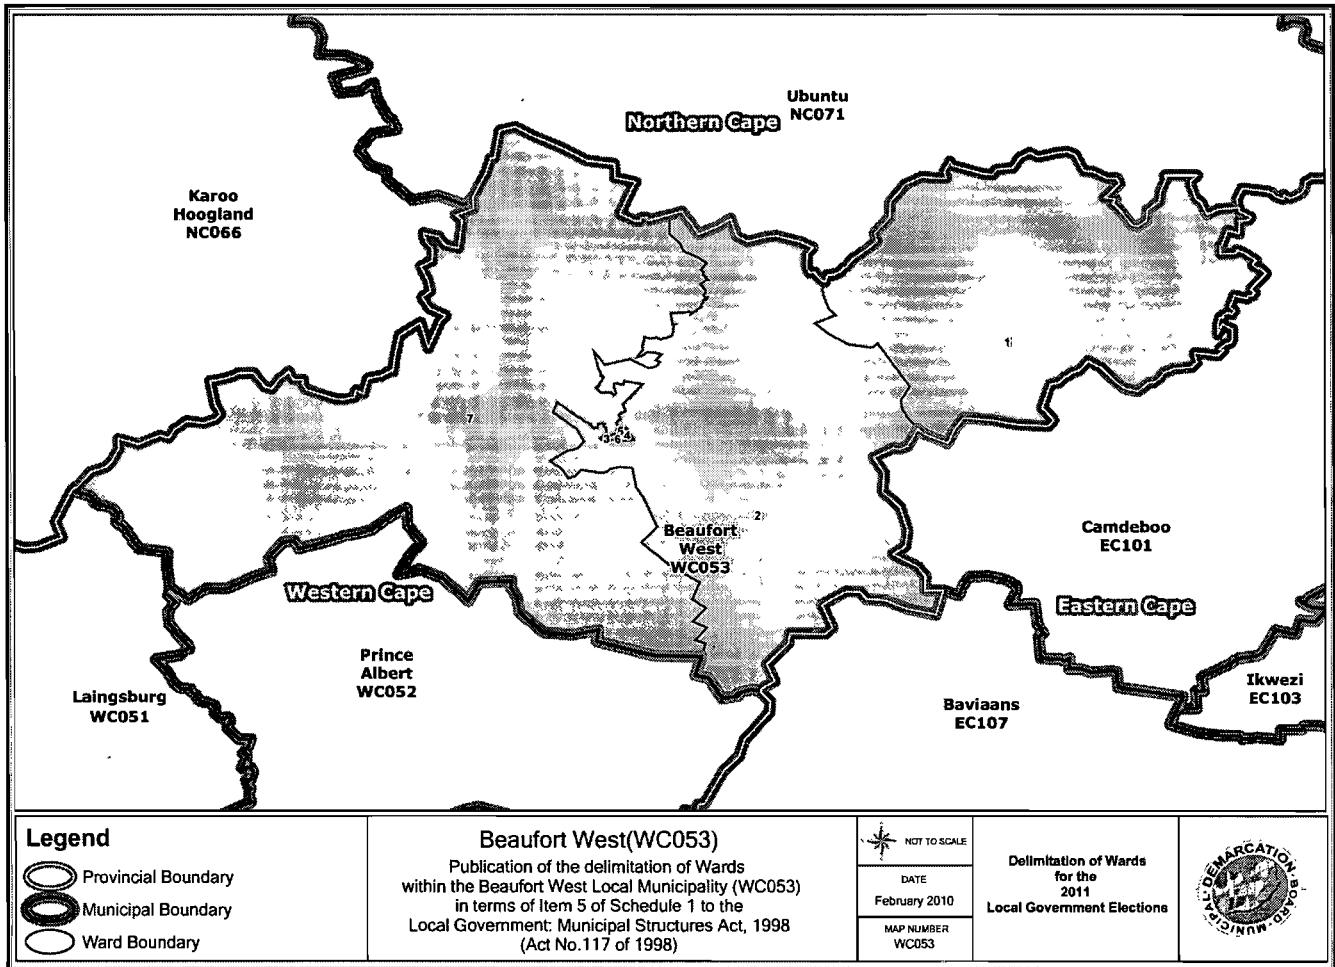 Ubuntu
NC071
Northern Cape
Karoo
Hoogland
NC066
1
7
3
6
5
4
2
Beaufort
West
WC053
Camdeboo
EC101
Western Cape
Eastern Cape
Prince
Albert
WC052
Laingsburg
WC051
Ikwezi
EC103
Baviaans
EC107
Legend
Provincial Boundary
Municipal Boundary
Ward Boundary
Beaufort West(WC053)
Publication of the delimitation of Wards
within the Beaufort West Local Municipality (WC053)
in terms of Item 5 of Schedule 1 to the
Local Government: Municipal Structures Act, 1998
(Act No.117 of 1998)
NOT TO SCALE
DATE
February 2010
MAP NUMBER
WC053
Delimitation of Wards
for the
2011
Local Government Elections
MUNICIPAL DEMARCATION BOARD